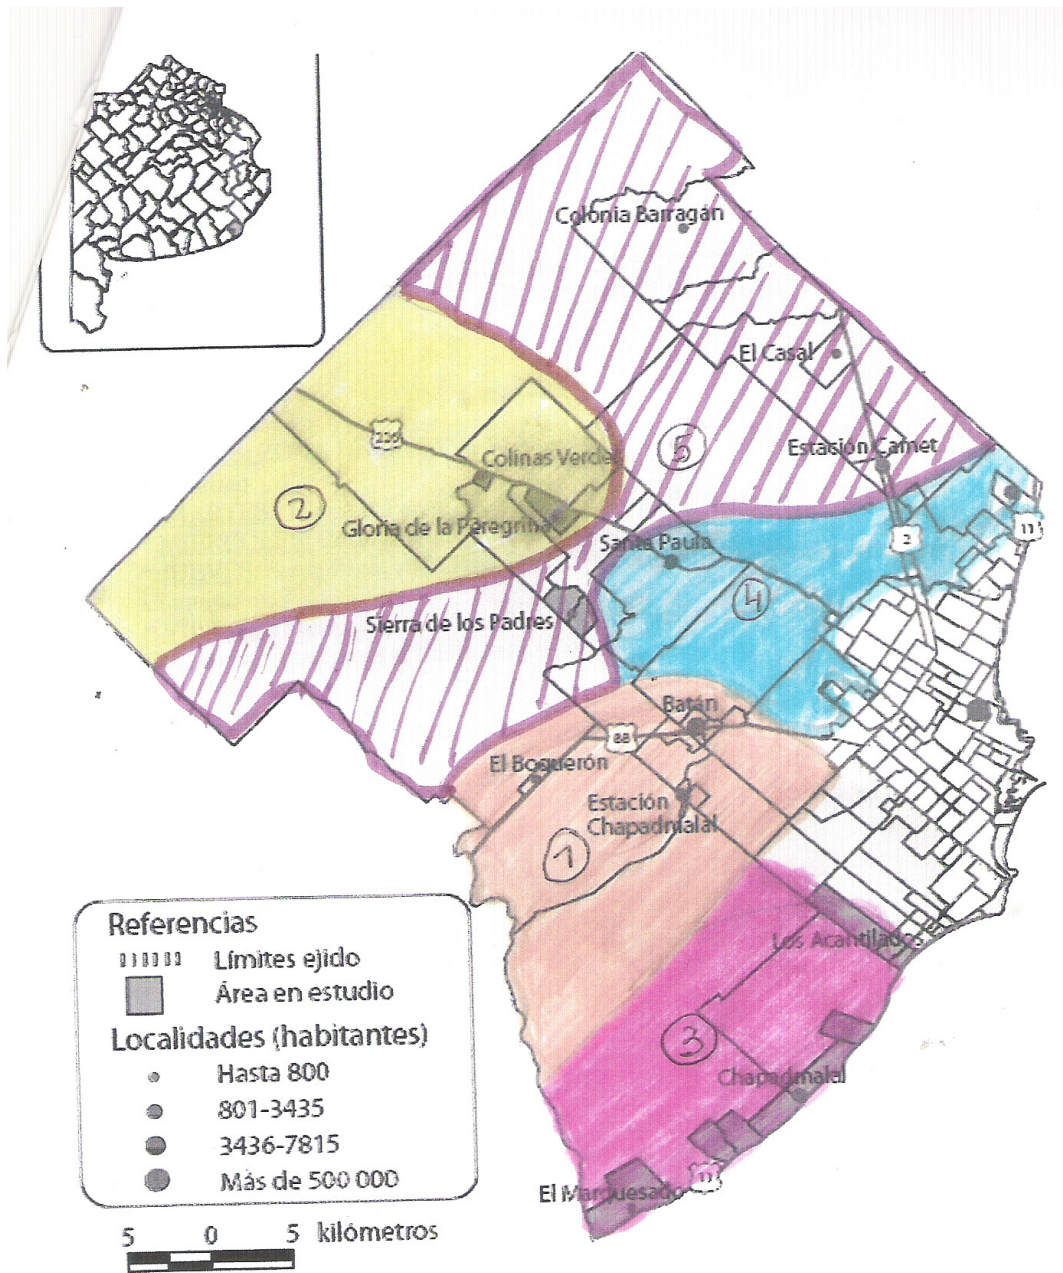 Colonia Barragán
El Casal
226
Colinas Verde
5
Estación Camet
2
Gloria de la Peregrina
Santa Paula
2
11
4
Sierra de los Padres
Batán
88
El Boquerón
Estación
Chapadmalal
1
Los Acantilados
3
Chapadmalal
11
El Marquesado
Referencias
Límites ejido
Área en estudio
Localidades (habitantes)
Hasta 800
801-3435
3436-7815
Más de 500 000
5 0 5 kilómetros